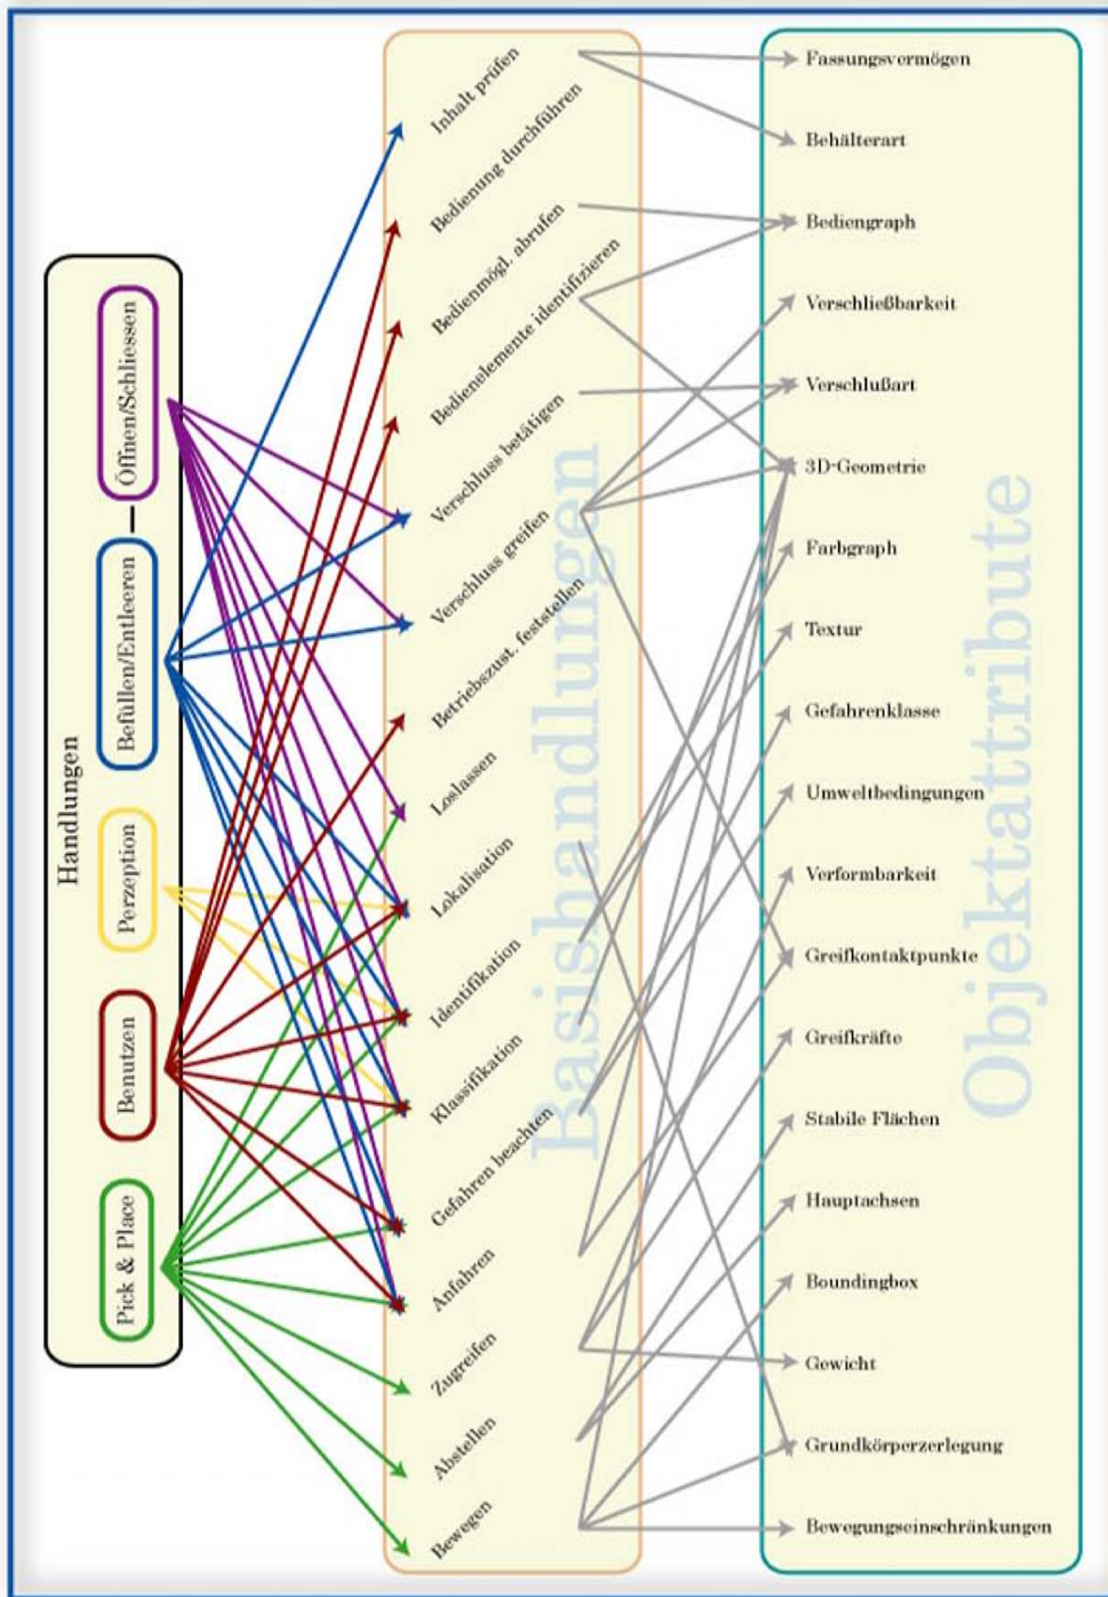 Handlungen
Öffnen/Schliessen
Befüllen/Entleeren
Perzeption
Benutzen
Pick & Place
Basishandlungen
Inhalt prüfen
Bedienung durchführen
Bedienmögl. abrufen
Bedienelemente identifizieren
Verschluss betätigen
Verschluss greifen
Betriebszust. feststellen
Loslassen
Lokalisation
Identifikation
Klassifikation
Gefahren beachten
Anfahren
Zugreifen
Abstellen
Bewegen
Objektattribute
Fassungsvermögen
Behälterart
Bediengraph
Verschließbarkeit
Verschlußart
3D-Geometrie
Farbgraph
Textur
Gefahrenklasse
Umweltbedingungen
Verformbarkeit
Greifkontaktpunkte
Greifkräfte
Stabile Flächen
Hauptachsen
Boundingbox
Gewicht
Grundkörperzerlegung
Bewegungseinschränkungen